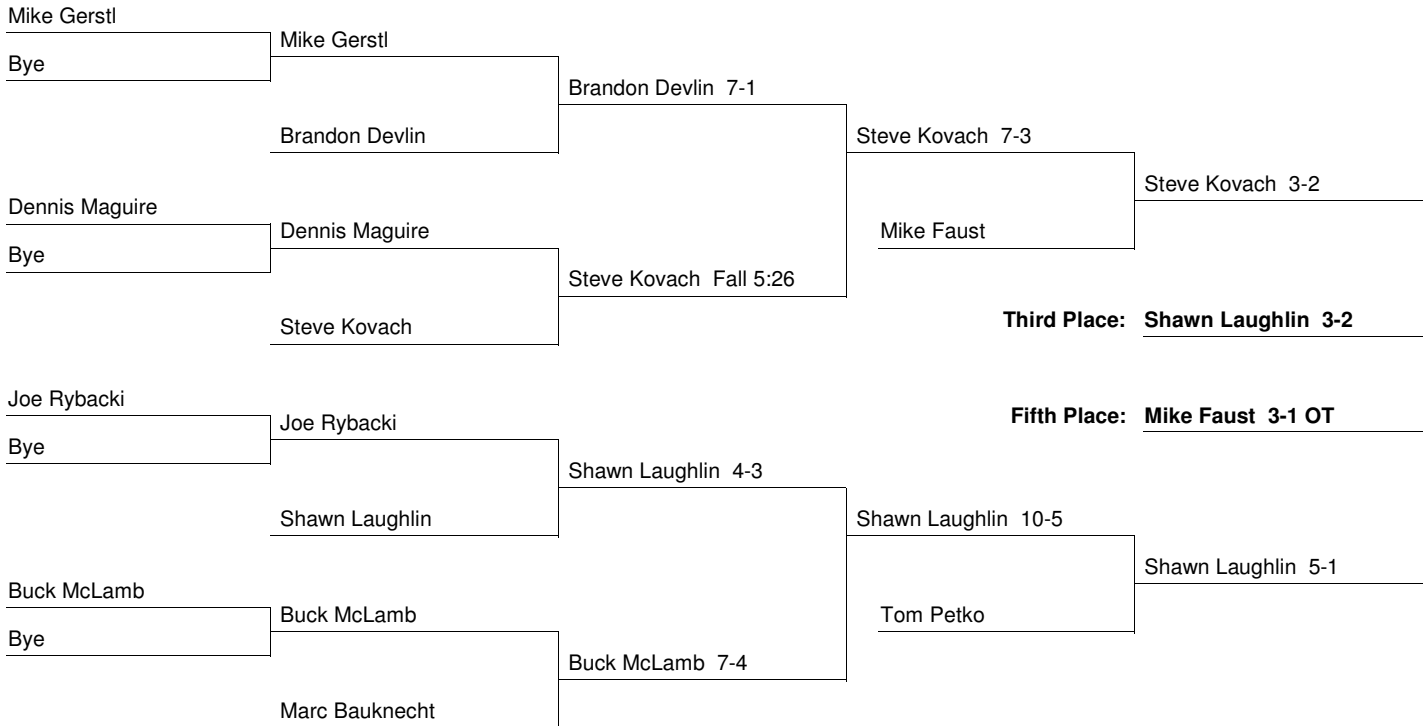 Mike Gerstl
Mike Gerstl
Bye
Brandon Devlin 7-1
Brandon Devlin
Steve Kovach 7-3
Steve Kovach 3-2
Dennis Maguire
Dennis Maguire
Mike Faust
Bye
Steve Kovach Fall 5:26
Steve Kovach
Third Place: Shawn Laughlin 3-2
Joe Rybacki
Joe Rybacki
Fifth Place: Mike Faust 3-1 OT
Bye
Shawn Laughlin 4-3
Shawn Laughlin
Shawn Laughlin 10-5
Shawn Laughlin 5-1
Buck McLamb
Buck McLamb
Tom Petko
Bye
Buck McLamb 7-4
Marc Bauknecht